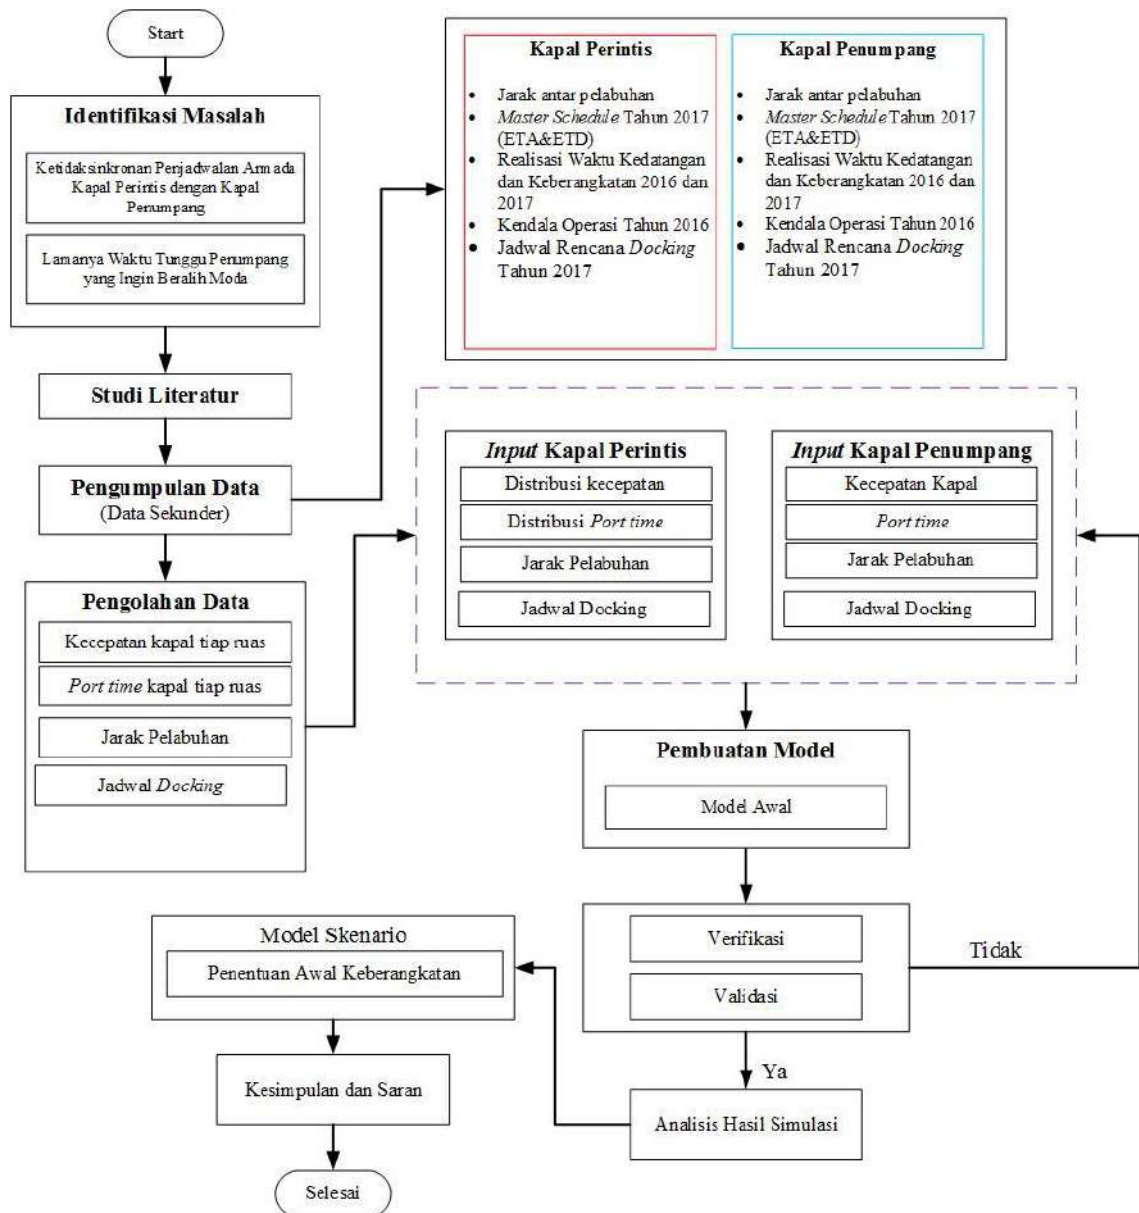 Start
Identifikasi Masalah
Ketidaksinkronan Penjadwalan Armada
Kapal Perintis dengan Kapal
Penumpang
Lamanya Waktu Tunggu Penumpang
yang Ingin Beralih Moda
Studi Literatur
Pengumpulan Data
(Data Sekunder)
Pengolahan Data
Kecepatan kapal tiap ruas
Port time kapal tiap ruas
Jarak Pelabuhan
Jadwal Docking
Kapal Perintis
• Jarak antar pelabuhan
• Master Schedule Tahun 2017
(ETA&ETD)
• Realisasi Waktu Kedatangan
dan Keberangkatan 2016 dan
2017
• Kendala Operasi Tahun 2016
• Jadwal Rencana Docking
Tahun 2017
Kapal Penumpang
• Jarak antar pelabuhan
• Master Schedule Tahun 2017
(ETA&ETD)
• Realisasi Waktu Kedatangan
dan Keberangkatan 2016 dan
2017
• Kendala Operasi Tahun 2016
• Jadwal Rencana Docking
Tahun 2017
Input Kapal Perintis
Distribusi kecepatan
Distribusi Port time
Jarak Pelabuhan
Jadwal Docking
Input Kapal Penumpang
Kecepatan Kapal
Port time
Jarak Pelabuhan
Jadwal Docking
Pembuatan Model
Model Awal
Verifikasi
Validasi
Tidak
Ya
Analisis Hasil Simulasi
Model Skenario
Penentuan Awal Keberangkatan
Kesimpulan dan Saran
Selesai